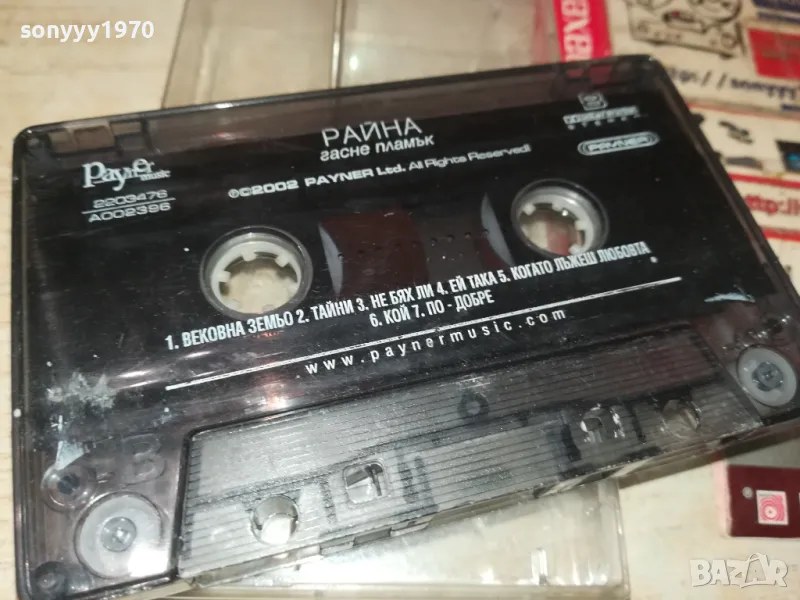 sonyyy1970
РАЙНА
гасне пламък
Payner music
2203476
A002396
℗©2002 PAYNER Ltd. All Rights Reserved!
STEREO
PAYNER
1. ВЕКОВНА ЗЕМЬО 2. ТАЙНИ 3. НЕ БЯХ ЛИ 4. ЕЙ ТАКА 5. КОГАТО ЛЪЖЕШ ЛЮБОВТА
6. КОЙ 7. ПО - ДОБРЕ
www.paynermusic.com
B
BAZAR